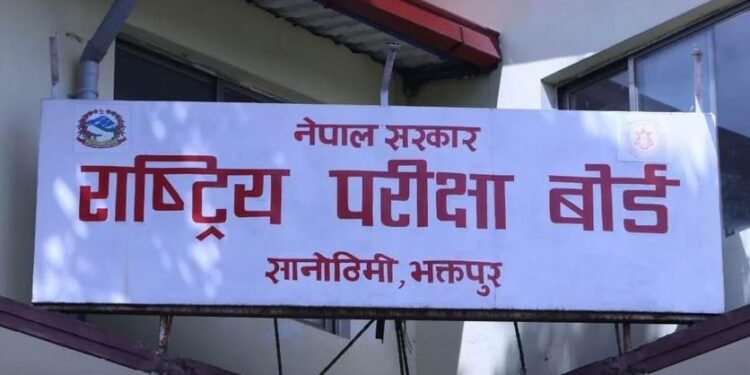 नेपाल सरकार
राष्ट्रिय परीक्षा बोर्ड
सानोठिमी, भक्तपुर